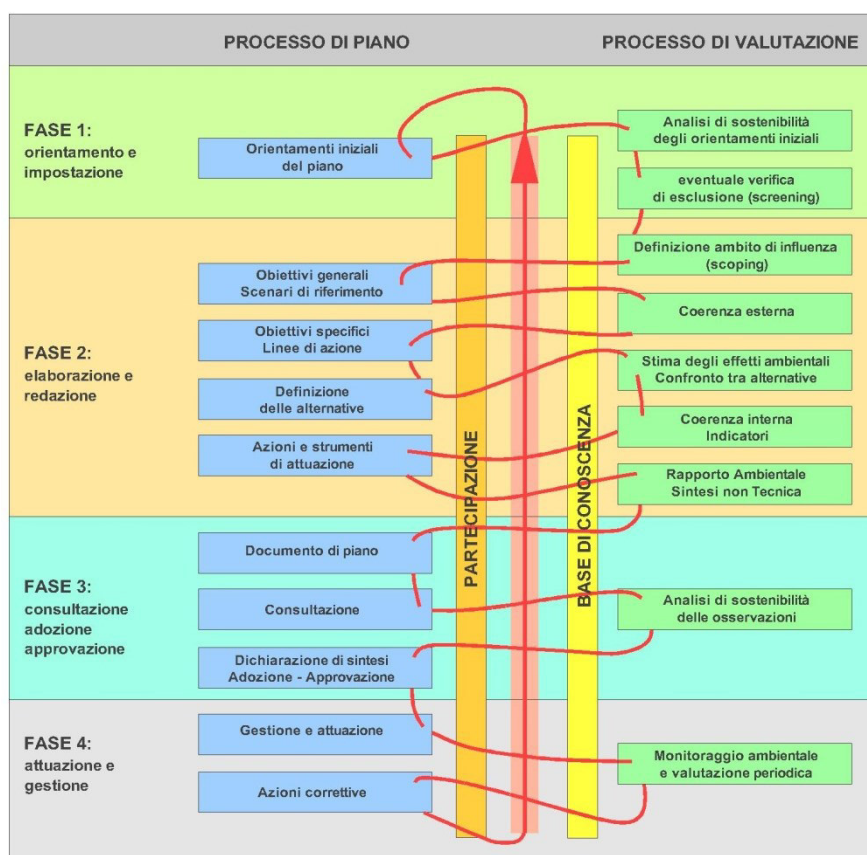 PROCESSO DI PIANO
PROCESSO DI VALUTAZIONE
FASE 1:
orientamento e
impostazione
Orientamenti iniziali
del piano
Analisi di sostenibilità
degli orientamenti iniziali
eventuale verifica
di esclusione (screening)
FASE 2:
elaborazione e
redazione
Obiettivi generali
Scenari di riferimento
Obiettivi specifici
Linee di azione
Definizione
delle alternative
Azioni e strumenti
di attuazione
Definizione ambito di influenza
(scoping)
Coerenza esterna
Stima degli effetti ambientali
Confronto tra alternative
Coerenza interna
Indicatori
Rapporto Ambientale
Sintesi non Tecnica
PARTECIPAZIONE
BASE DI CONOSCENZA
FASE 3:
consultazione
adozione
approvazione
Documento di piano
Consultazione
Dichiarazione di sintesi
Adozione - Approvazione
Analisi di sostenibilità
delle osservazioni
FASE 4:
attuazione e
gestione
Gestione e attuazione
Azioni correttive
Monitoraggio ambientale
e valutazione periodica